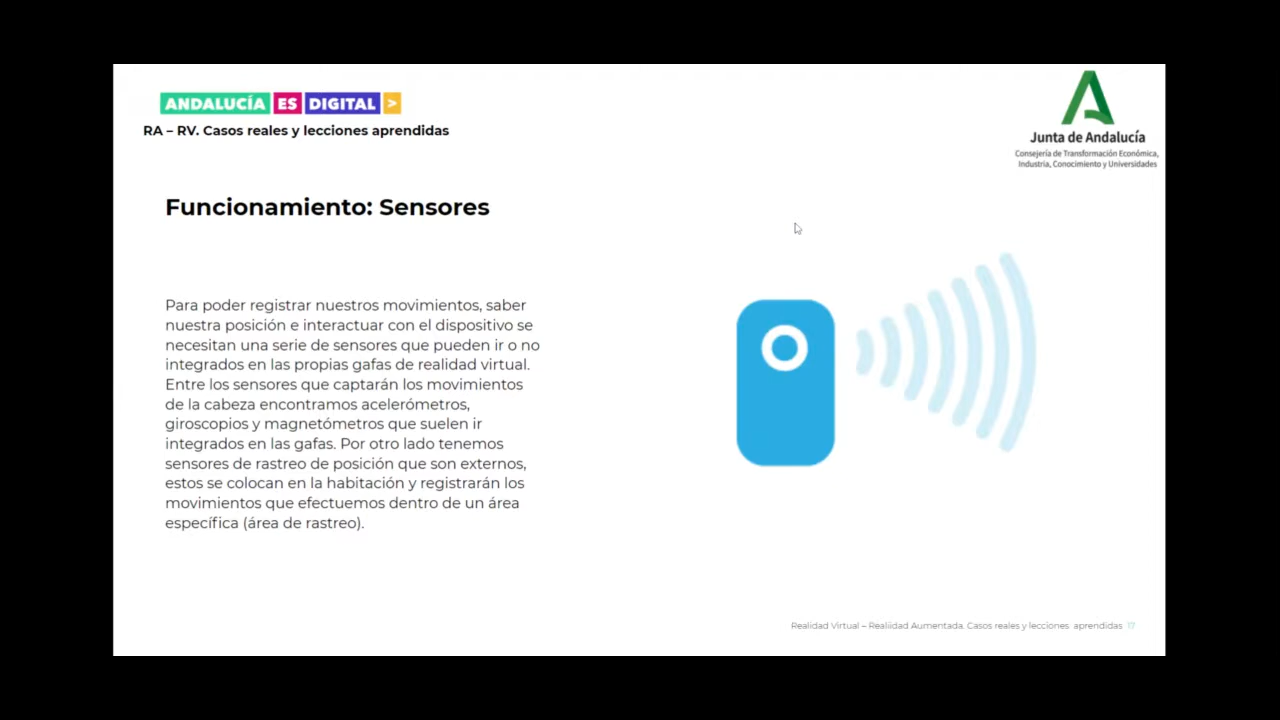 ANDALUCÍA ES DIGITAL >
RA – RV. Casos reales y lecciones aprendidas
Junta de Andalucía
Consejería de Transformación Económica,
Industria, Conocimiento y Universidades
Funcionamiento: Sensores
Para poder registrar nuestros movimientos, saber
nuestra posición e interactuar con el dispositivo se
necesitan una serie de sensores que pueden ir o no
integrados en las propias gafas de realidad virtual.
Entre los sensores que captarán los movimientos
de la cabeza encontramos acelerómetros,
giroscopios y magnetómetros que suelen ir
integrados en las gafas. Por otro lado tenemos
sensores de rastreo de posición que son externos,
estos se colocan en la habitación y registrarán los
movimientos que efectuemos dentro de un área
específica (área de rastreo).
Realidad Virtual – Realiidad Aumentada. Casos reales y lecciones aprendidas 17